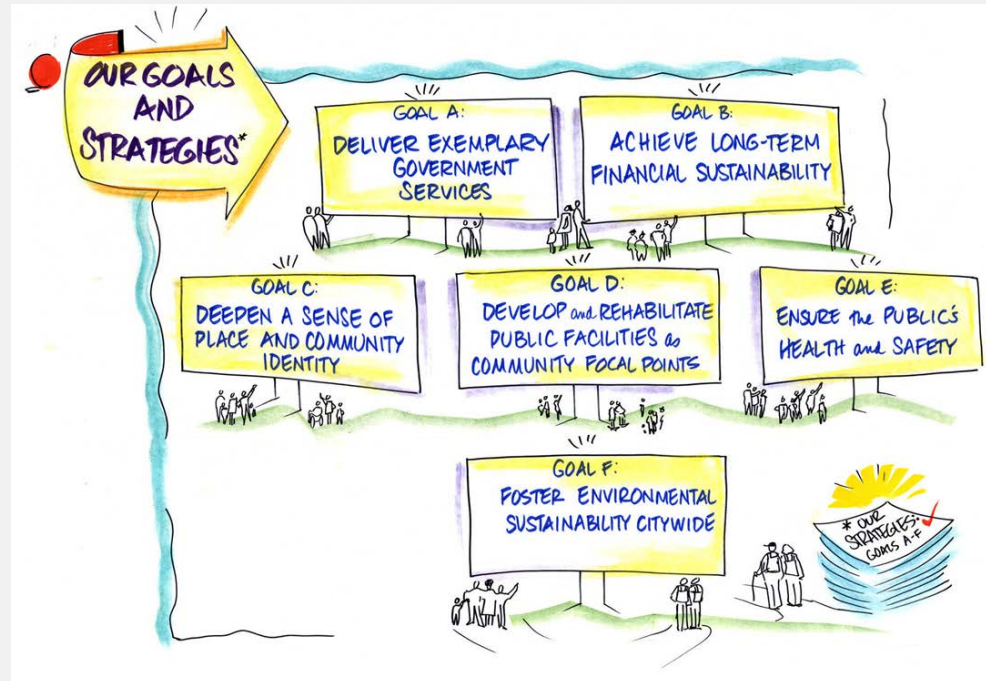 OUR GOALS
AND
STRATEGIES*
GOAL A:
DELIVER EXEMPLARY
GOVERNMENT
SERVICES
GOAL B:
ACHIEVE LONG-TERM
FINANCIAL SUSTAINABILITY
GOAL C:
DEEPEN A SENSE OF
PLACE AND COMMUNITY
IDENTITY
GOAL D:
DEVELOP and REHABILITATE
PUBLIC FACILITIES as
COMMUNITY FOCAL POINTS
GOAL E:
ENSURE the PUBLIC'S
HEALTH and SAFETY
GOAL F:
FOSTER ENVIRONMENTAL
SUSTAINABILITY CITYWIDE
* OUR
STRATEGIES:
GOALS A-F